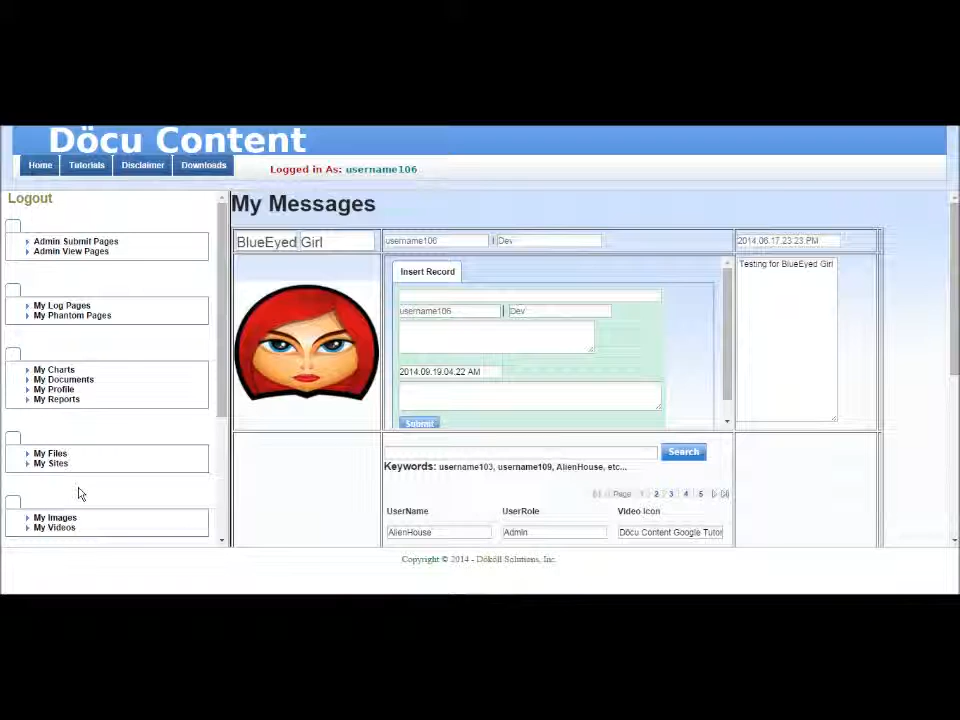 Döcu Content
Home Tutorials Disclaimer Downloads
Logged in As: username106
Logout
Admin Submit Pages
Admin View Pages
My Log Pages
My Phantom Pages
My Charts
My Documents
My Profile
My Reports
My Files
My Sites
My Images
My Videos
My Messages
BlueEyed Girl
username106 | Dev
2014.06.17.23:23.PM
Insert Record
username106 | Dev
2014.09.19.04.22 AM
Submit
Testing for BlueEyed Girl
Search
Keywords: username103, username109, AlienHouse, etc...
Page 1 2 3 4 5
UserName UserRole Video Icon
AlienHouse Admin Döcu Content Google Tutor
Copyright © 2014 - Dököll Solutions, Inc.